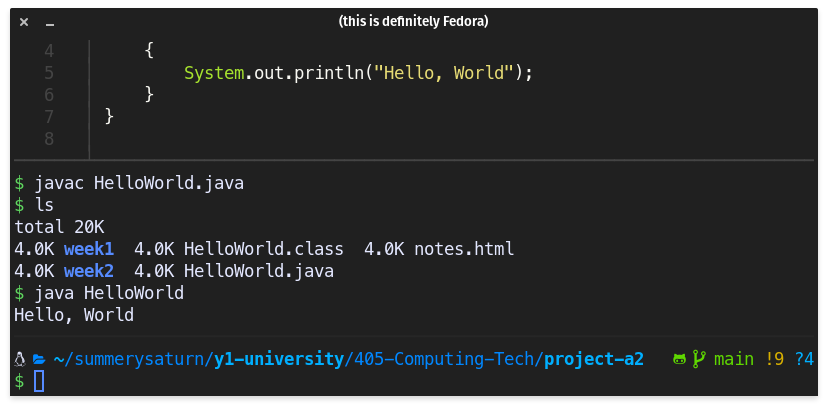 (this is definitely Fedora)
4 {
5 System.out.println("Hello, World");
6 }
7 }
8
$ javac HelloWorld.java
$ ls
total 20K
4.0K week1 4.0K HelloWorld.class 4.0K notes.html
4.0K week2 4.0K HelloWorld.java
$ java HelloWorld
Hello, World
~/summerysaturn/y1-university/405-Computing-Tech/project-a2 main !9 ?4
$